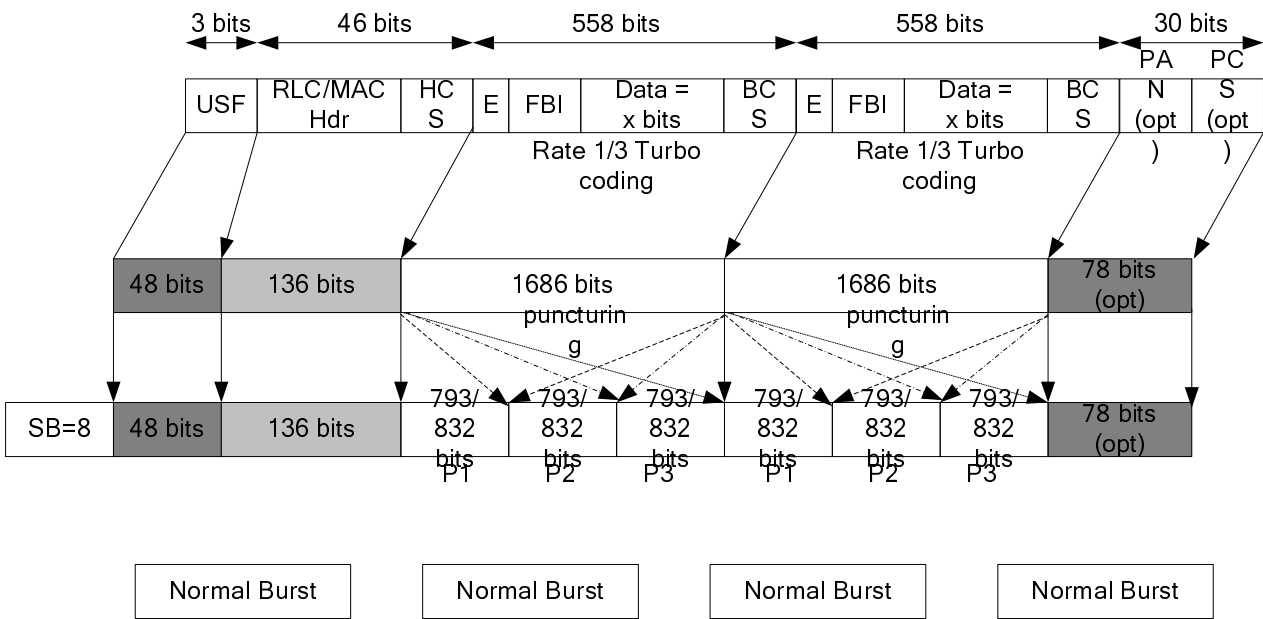 3 bits
46 bits
558 bits
558 bits
30 bits
USF
RLC/MAC
Hdr
HC
S
E
FBI
Data =
x bits
BC
S
E
FBI
Data =
x bits
BC
S
PA
N
(opt
)
PC
S
(opt
)
Rate 1/3 Turbo
coding
Rate 1/3 Turbo
coding
48 bits
136 bits
1686 bits
puncturin
g
1686 bits
puncturin
g
78 bits
(opt)
SB=8
48 bits
136 bits
793/
832
bits
P1
793/
832
bits
P2
793/
832
bits
P3
793/
832
bits
P1
793/
832
bits
P2
793/
832
bits
P3
78 bits
(opt)
Normal Burst
Normal Burst
Normal Burst
Normal Burst